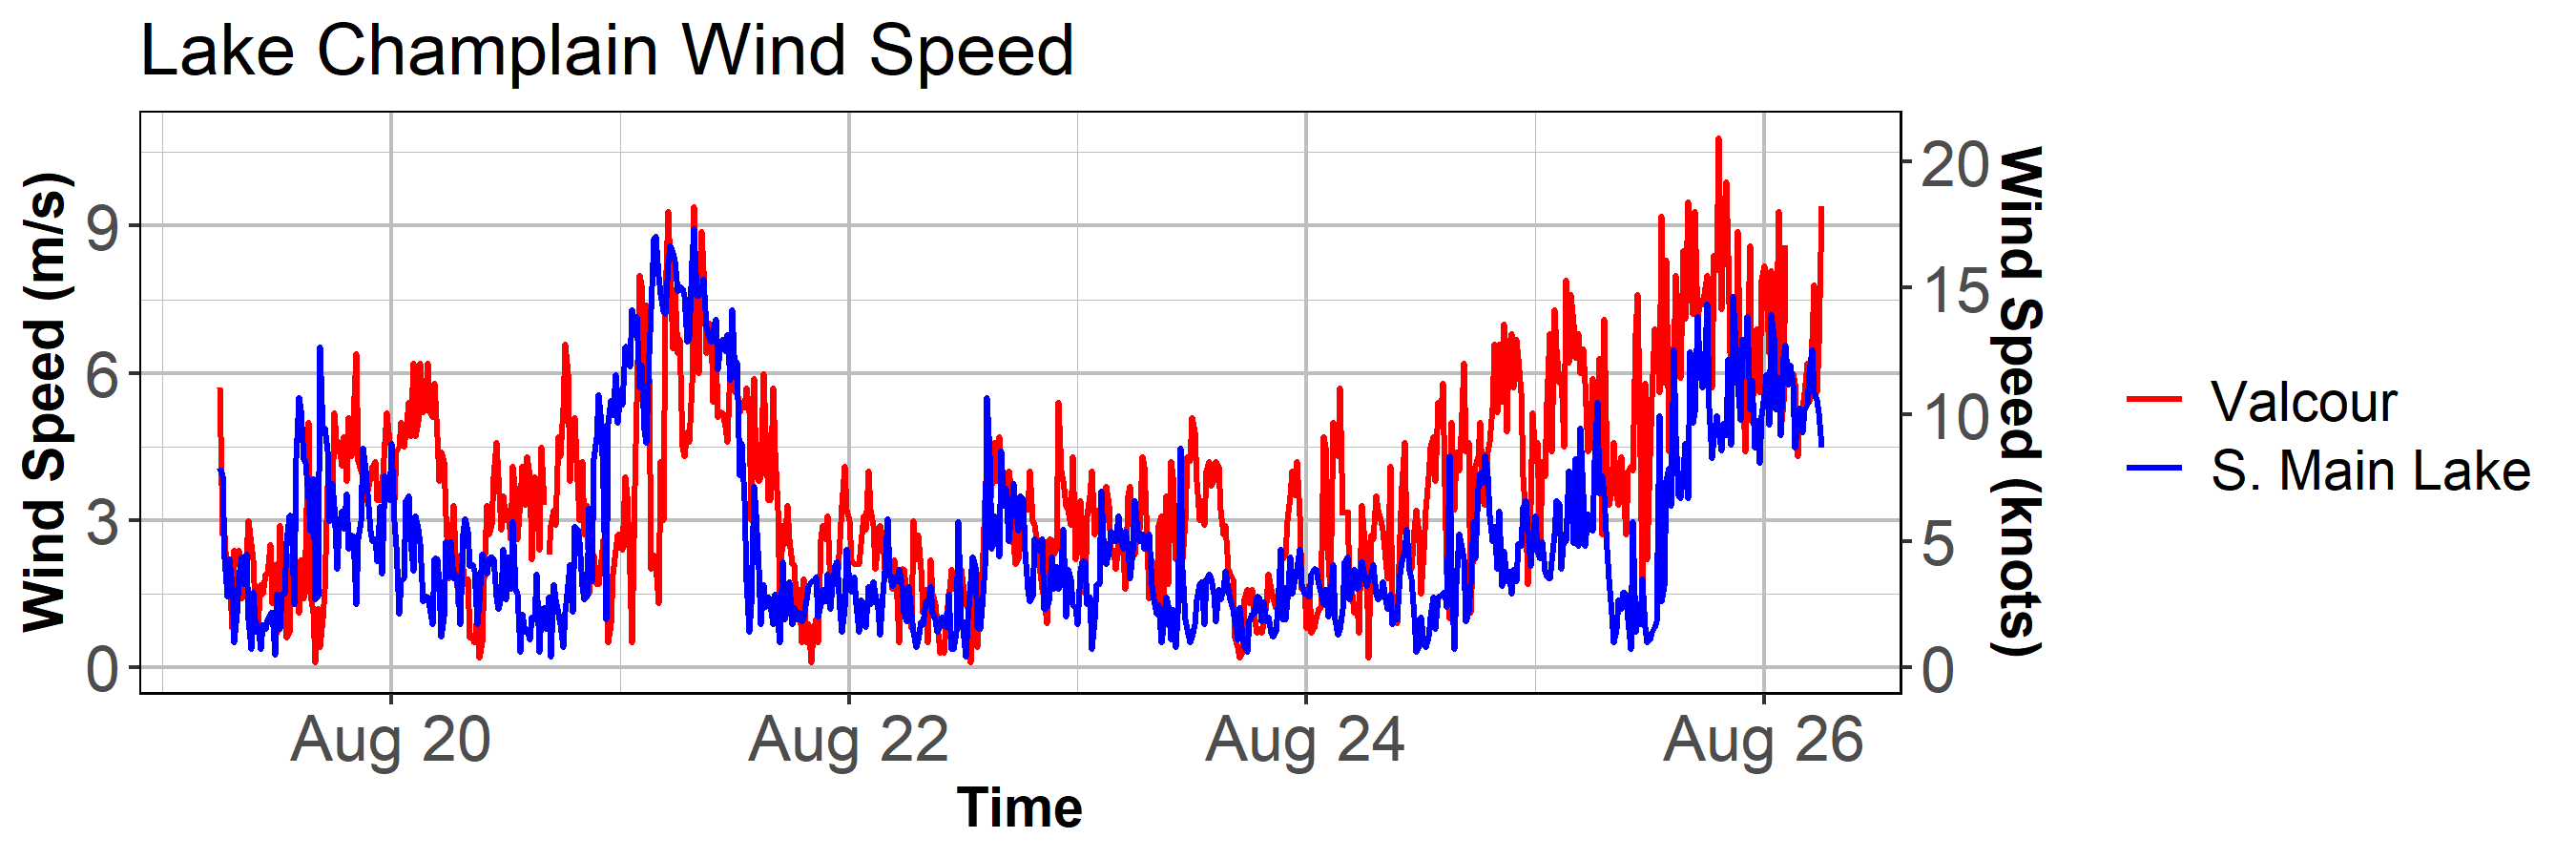 Lake Champlain Wind Speed
Wind Speed (m/s)
9
6
3
0
20
15
10
5
0
Wind Speed (knots)
Aug 20
Aug 22
Aug 24
Aug 26
Time
Valcour
S. Main Lake